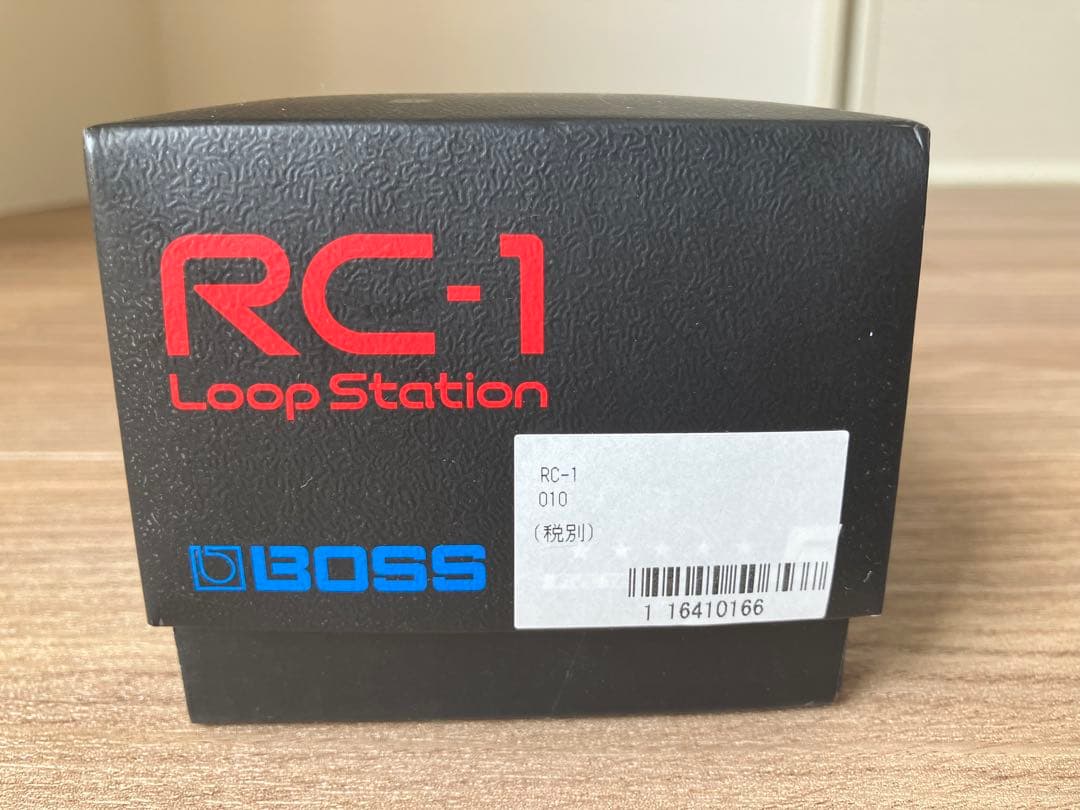 RC-1
Loop Station
BOSS
RC-1
010
(税別)
1 16410166